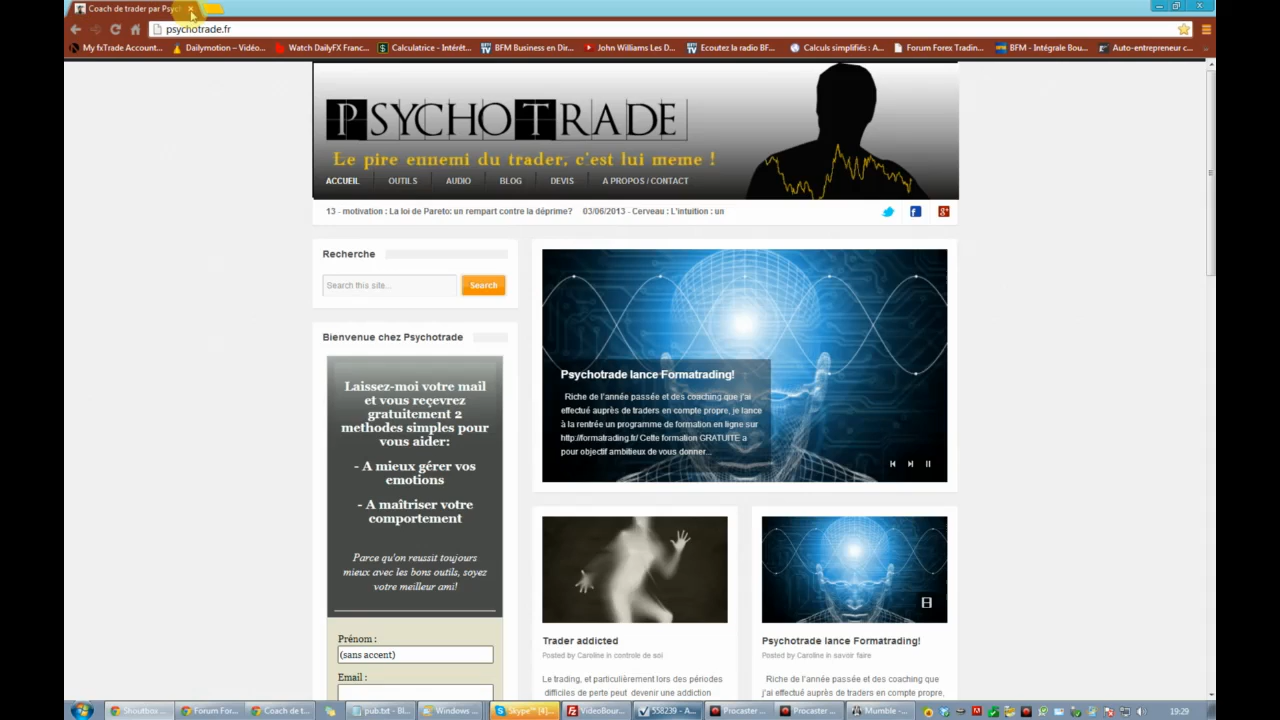 Coach de trader par Psych
psychotrade.fr
My fxTrade Account... Dailymotion – Vidéo... Watch DailyFX Franc... Calculatrice - Intérêt... BFM Business en Dir... John Williams Les D... Ecoutez la radio BF... Calculs simplifiés : A... Forum Forex Tradin... BFM - Intégrale Bou... Auto-entrepreneur c...
PSYCHOTRADE
Le pire ennemi du trader, c'est lui meme !
ACCUEIL OUTILS AUDIO BLOG DEVIS A PROPOS / CONTACT
13 - motivation : La loi de Pareto: un rempart contre la déprime? 03/06/2013 - Cerveau : L'intuition : un
Recherche
Search this site... Search
Bienvenue chez Psychotrade
Laissez-moi votre mail
et vous reçevrez
gratuitement 2
methodes simples pour
vous aider:
- A mieux gérer vos
emotions
- A maîtriser votre
comportement
Parce qu'on reussit toujours
mieux avec les bons outils, soyez
votre meilleur ami!
Prénom :
(sans accent)
Email :
Psychotrade lance Formatrading!
Riche de l'année passée et des coaching que j'ai
effectué auprès de traders en compte propre, je lance
à la rentrée un programme de formation en ligne sur
http://formatrading.fr/ Cette formation GRATUITE a
pour objectif ambitieux de vous donner...
Trader addicted
Posted by Caroline in controle de soi
Le trading, et particulièrement lors des périodes
difficiles de perte peut devenir une addiction
Psychotrade lance Formatrading!
Posted by Caroline in savoir faire
Riche de l'année passée et des coaching que j'ai
effectué auprès de traders en compte propre,
Shoutbox Forum For... Coach de t... pub.txt - Bl... Windows ... Skype™ [4]... VideoBour... 558239 - A... Procaster ... Procaster ... Mumble -... 19:29